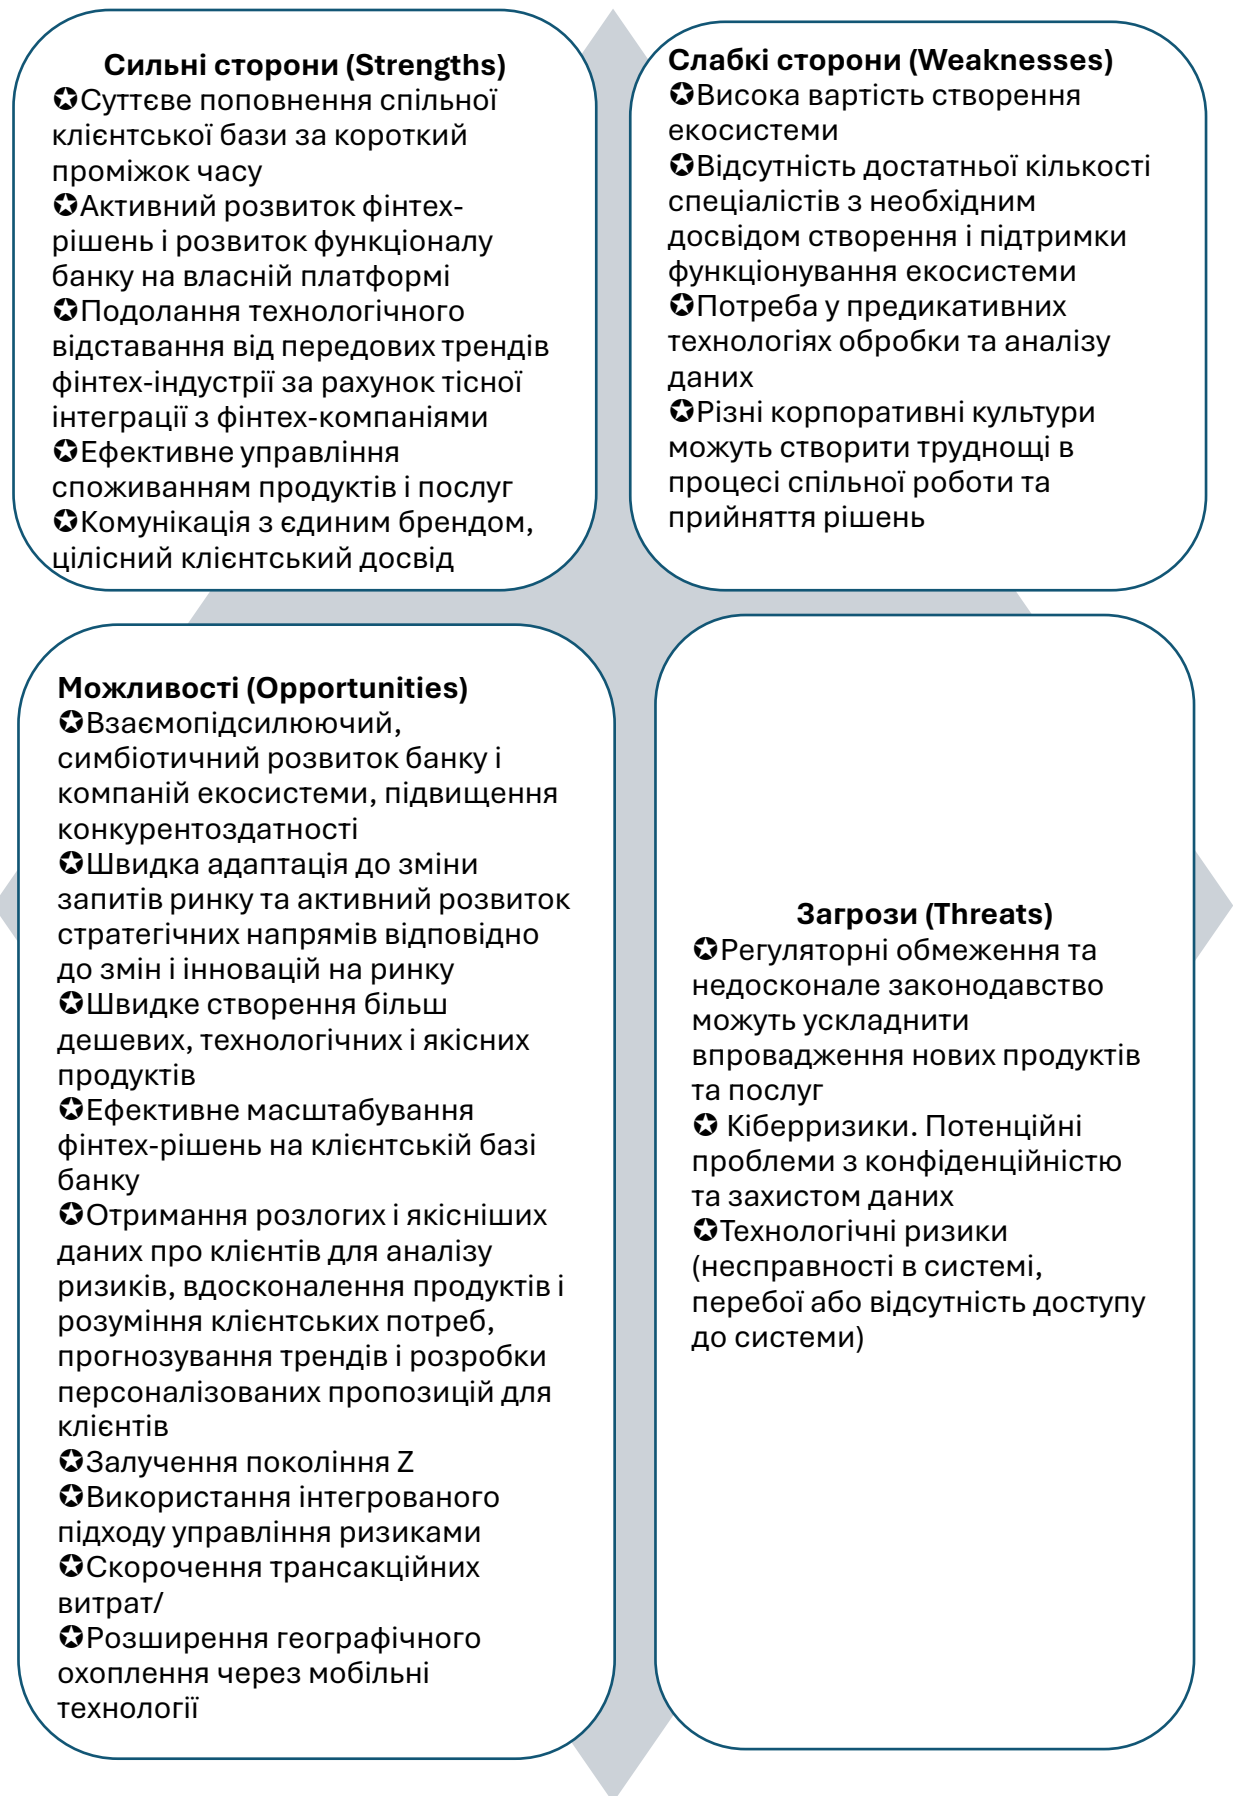 Сильні сторони (Strengths)
✪Суттєве поповнення спільної
клієнтської бази за короткий
проміжок часу
✪Активний розвиток фінтех-
рішень і розвиток функціоналу
банку на власній платформі
✪Подолання технологічного
відставання від передових трендів
фінтех-індустрії за рахунок тісної
інтеграції з фінтех-компаніями
✪Ефективне управління
споживанням продуктів і послуг
✪Комунікація з єдиним брендом,
цілісний клієнтський досвід
Слабкі сторони (Weaknesses)
✪Висока вартість створення
екосистеми
✪Відсутність достатньої кількості
спеціалістів з необхідним
досвідом створення і підтримки
функціонування екосистеми
✪Потреба у предикативних
технологіях обробки та аналізу
даних
✪Різні корпоративні культури
можуть створити труднощі в
процесі спільної роботи та
прийняття рішень
Можливості (Opportunities)
✪Взаємопідсилюючий,
симбіотичний розвиток банку і
компаній екосистеми, підвищення
конкурентоздатності
✪Швидка адаптація до зміни
запитів ринку та активний розвиток
стратегічних напрямів відповідно
до змін і інновацій на ринку
✪Швидке створення більш
дешевих, технологічних і якісних
продуктів
✪Ефективне масштабування
фінтех-рішень на клієнтській базі
банку
✪Отримання розлогих і якісніших
даних про клієнтів для аналізу
ризиків, вдосконалення продуктів і
розуміння клієнтських потреб,
прогнозування трендів і розробки
персоналізованих пропозицій для
клієнтів
✪Залучення покоління Z
✪Використання інтегрованого
підходу управління ризиками
✪Скорочення трансакційних
витрат/
✪Розширення географічного
охоплення через мобільні
технології
Загрози (Threats)
✪Регуляторні обмеження та
недосконале законодавство
можуть ускладнити
впровадження нових продуктів
та послуг
✪ Кіберризики. Потенційні
проблеми з конфіденційністю
та захистом даних
✪Технологічні ризики
(несправності в системі,
перебої або відсутність доступу
до системи)